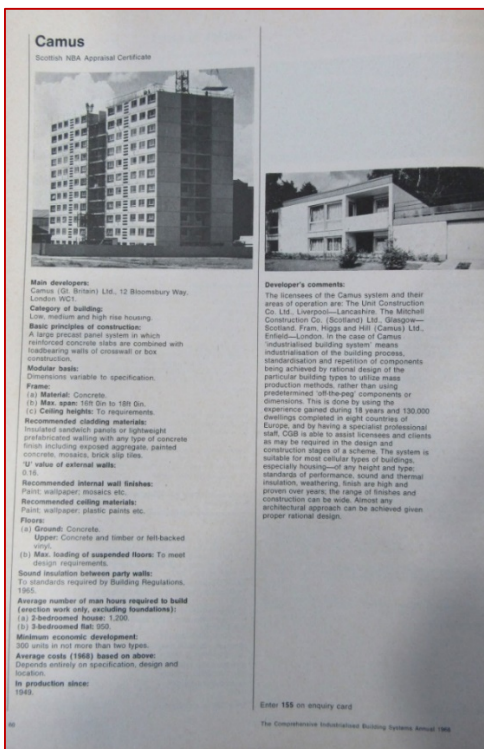 Camus
Scottish NBA Appraisal Certificate
Main developers:
Camus (Gt. Britain) Ltd., 12 Bloomsbury Way,
London WC1.
Category of building:
Low, medium and high rise housing.
Basic principles of construction:
A large precast panel system in which
reinforced concrete slabs are combined with
loadbearing walls of crosswall or box
construction.
Modular basis:
Dimensions variable to specification.
Frame:
(a) Material: Concrete.
(b) Max. span: 16ft 0in to 18ft 0in.
(c) Ceiling heights: To requirements.
Recommended cladding materials:
Insulated sandwich panels or lightweight
prefabricated walling with any type of concrete
finish including exposed aggregate, painted
concrete, mosaics, brick slip tiles.
'U' value of external walls:
0.16.
Recommended internal wall finishes:
Paint; wallpaper; mosaics etc.
Recommended ceiling materials:
Paint; wallpaper; plastic paints etc.
Floors:
(a) Ground: Concrete.
Upper: Concrete and timber or felt-backed
vinyl.
(b) Max. loading of suspended floors: To meet
design requirements.
Sound insulation between party walls:
To standards required by Building Regulations,
1965.
Average number of man hours required to build
(erection work only, excluding foundations):
(a) 2-bedroomed house: 1,200.
(b) 3-bedroomed flat: 950.
Minimum economic development:
300 units in not more than two types.
Average costs (1968) based on above:
Depends entirely on specification, design and
location.
In production since:
1949.
Developer's comments:
The licensees of the Camus system and their
areas of operation are: The Unit Construction
Co. Ltd., Liverpool—Lancashire. The Mitchell
Construction Co. (Scotland) Ltd., Glasgow—
Scotland. Fram, Higgs and Hill (Camus) Ltd.,
Enfield—London. In the case of Camus
'industrialised building system' means
industrialisation of the building process,
standardisation and repetition of components
being achieved by rational design of the
particular building types to utilize mass
production methods, rather than using
predetermined 'off-the-peg' components or
dimensions. This is done by using the
experience gained during 18 years and 130,000
dwellings completed in eight countries of
Europe, and by having a specialist professional
staff, CGB is able to assist licensees and clients
as may be required in the design and
construction stages of a scheme. The system is
suitable for most cellular types of buildings,
especially housing—of any height and type;
standards of performance, sound and thermal
insulation, weathering, finish are high and
proven over years; the range of finishes and
construction can be wide. Almost any
architectural approach can be achieved given
proper rational design.
Enter 155 on enquiry card
The Comprehensive Industrialised Building Systems Annual 1968